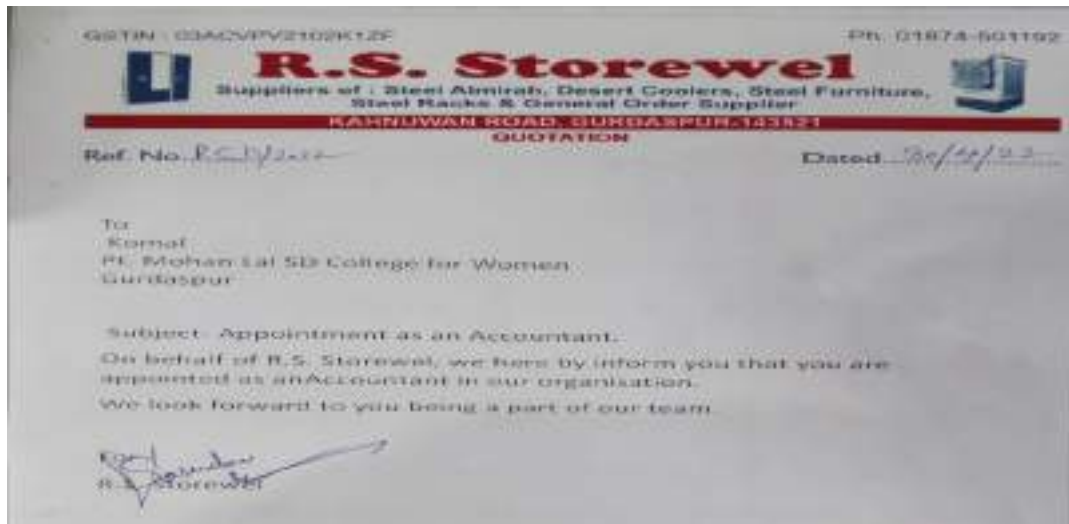 GSTIN : 03ACVPV2102K1ZF Ph. 01874-501192
R.S. Storewel
Suppliers of : Steel Almirah, Desert Coolers, Steel Furniture,
Steel Racks & General Order Supplier
KAHNUWAN ROAD, GURDASPUR-143521
QUOTATION
Ref. No. Dated
To
Komal
Pt. Mohan Lal SD College for Women
Gurdaspur
Subject- Appointment as an Accountant.
On behalf of R.S. Storewel, we here by inform you that you are
appointed as anAccountant in our organisation.
We look forward to you being a part of our team.
For
R.S. Storewel